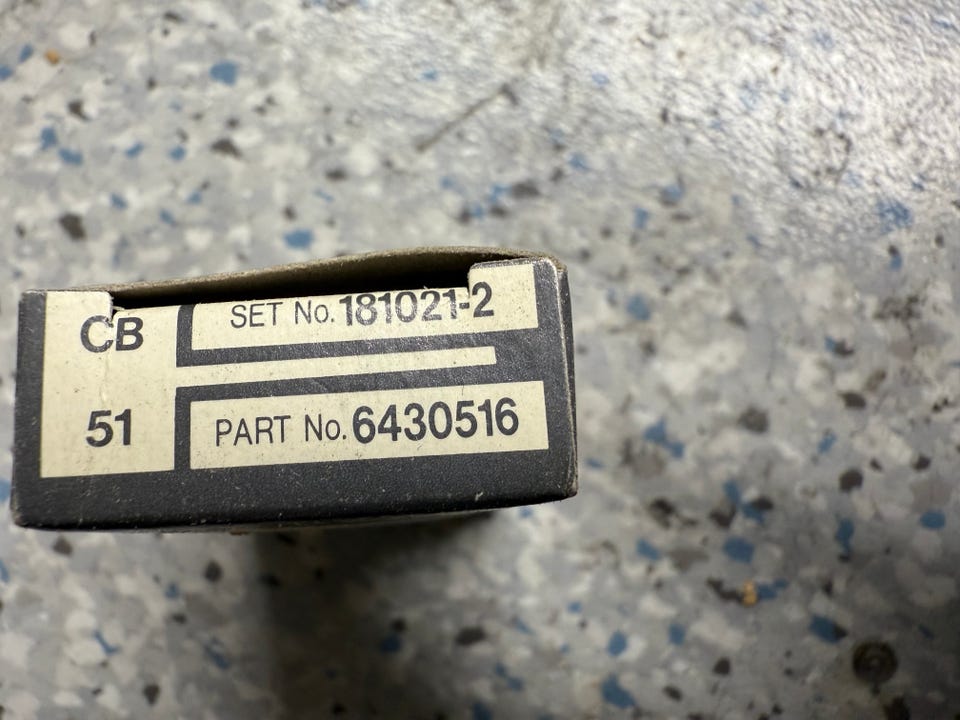 CB
51
SET No. 181021-2
PART No. 6430516